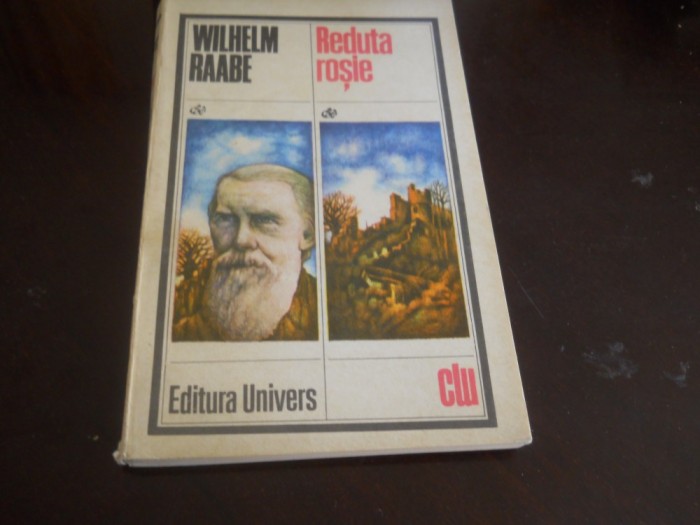 WILHELM
RAABE
Reduta
roșie
Editura Univers
clu